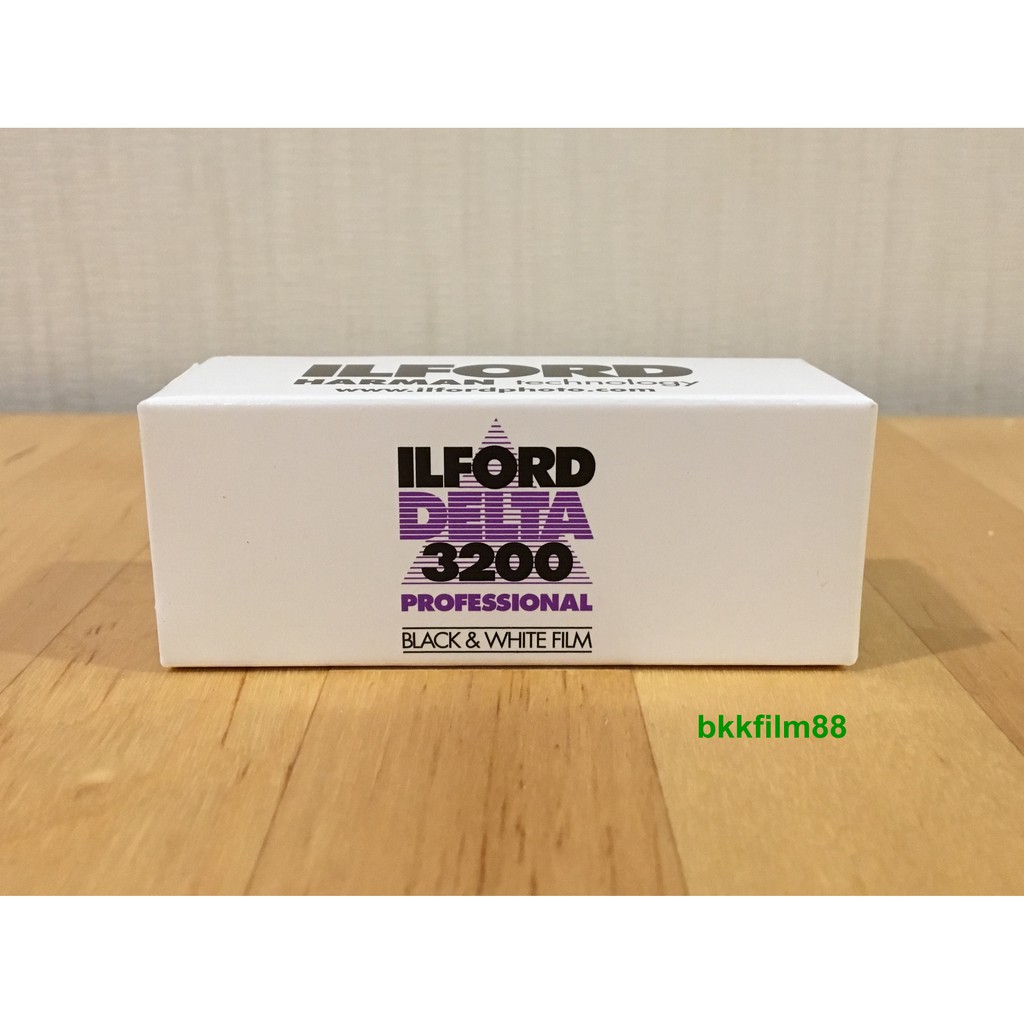 ILFORD
HARMAN technology
www.ilfordphoto.com
ILFORD
DELTA
3200
PROFESSIONAL
BLACK & WHITE FILM
bkkfilm88